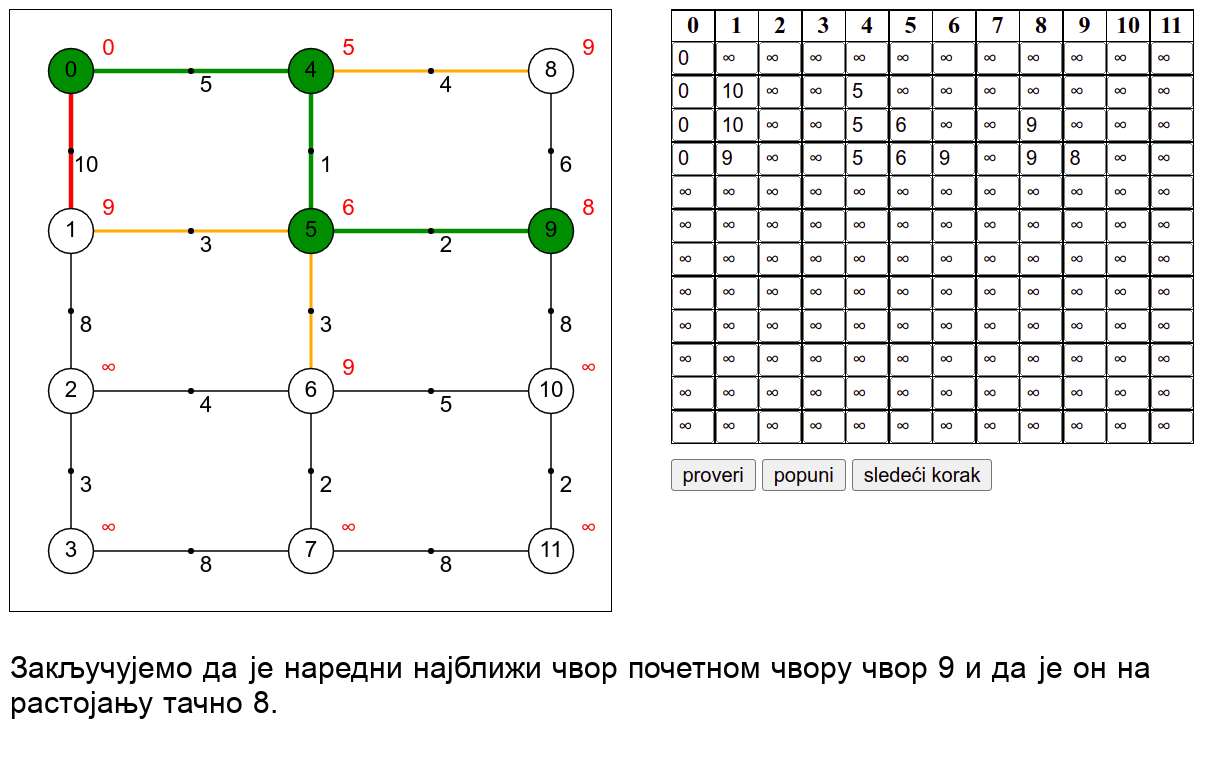 0 0 5 4 5 4 8 9
10 1 6
1 9 3 5 6 2 9 8
8 3 8
2 ∞ 4 6 9 5 10 ∞
3 2 2
3 ∞ 8 7 ∞ 8 11 ∞
0 1 2 3 4 5 6 7 8 9 10 11
0 ∞ ∞ ∞ ∞ ∞ ∞ ∞ ∞ ∞ ∞ ∞
0 10 ∞ ∞ 5 ∞ ∞ ∞ ∞ ∞ ∞ ∞
0 10 ∞ ∞ 5 6 ∞ ∞ 9 ∞ ∞ ∞
0 9 ∞ ∞ 5 6 9 ∞ 9 8 ∞ ∞
∞ ∞ ∞ ∞ ∞ ∞ ∞ ∞ ∞ ∞ ∞ ∞
∞ ∞ ∞ ∞ ∞ ∞ ∞ ∞ ∞ ∞ ∞ ∞
∞ ∞ ∞ ∞ ∞ ∞ ∞ ∞ ∞ ∞ ∞ ∞
∞ ∞ ∞ ∞ ∞ ∞ ∞ ∞ ∞ ∞ ∞ ∞
∞ ∞ ∞ ∞ ∞ ∞ ∞ ∞ ∞ ∞ ∞ ∞
∞ ∞ ∞ ∞ ∞ ∞ ∞ ∞ ∞ ∞ ∞ ∞
∞ ∞ ∞ ∞ ∞ ∞ ∞ ∞ ∞ ∞ ∞ ∞
∞ ∞ ∞ ∞ ∞ ∞ ∞ ∞ ∞ ∞ ∞ ∞
proveri popuni sledeći korak
Закључујемо да је наредни најближи чвор почетном чвору чвор 9 и да је он на
растојању тачно 8.